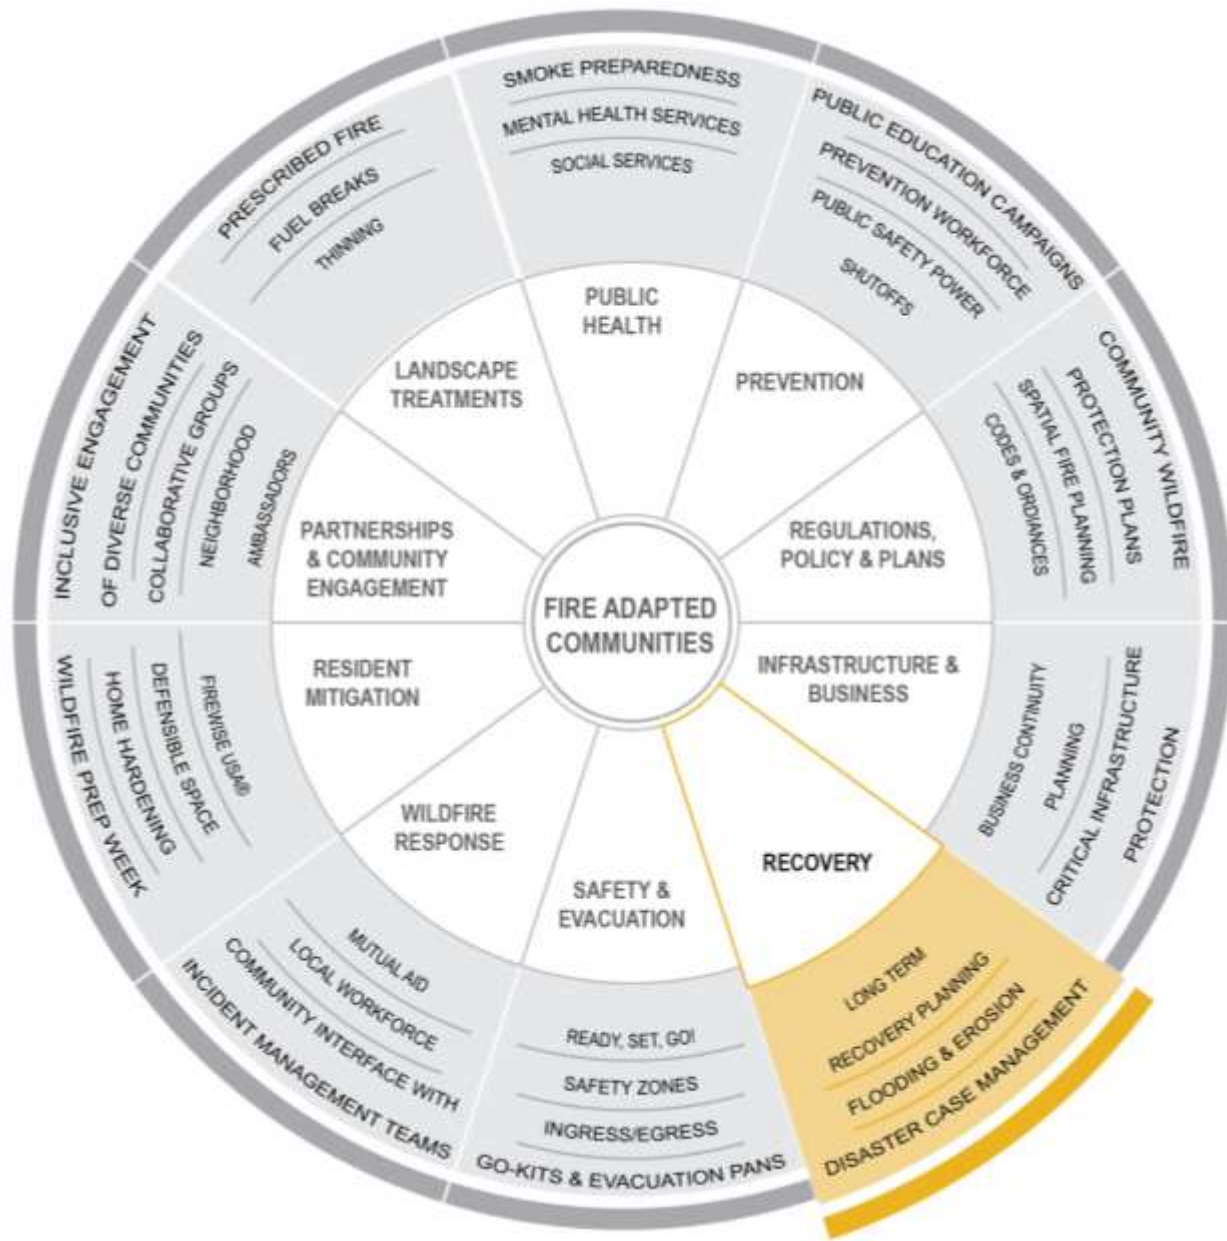 FIRE ADAPTED
COMMUNITIES
PUBLIC
HEALTH
SMOKE PREPAREDNESS
MENTAL HEALTH SERVICES
SOCIAL SERVICES
PREVENTION
PUBLIC EDUCATION CAMPAIGNS
PREVENTION WORKFORCE
PUBLIC SAFETY POWER
SHUTOFFS
REGULATIONS,
POLICY & PLANS
COMMUNITY WILDFIRE
PROTECTION PLANS
SPATIAL FIRE PLANNING
CODES & ORDIANCES
INFRASTRUCTURE &
BUSINESS
BUSINESS CONTINUITY
PLANNING
CRITICAL INFRASTRUCTURE
PROTECTION
RECOVERY
LONG TERM
RECOVERY PLANNING
FLOODING & EROSION
DISASTER CASE MANAGEMENT
SAFETY &
EVACUATION
READY, SET, GO!
SAFETY ZONES
INGRESS/EGRESS
GO-KITS & EVACUATION PANS
WILDFIRE
RESPONSE
MUTUAL AID
LOCAL WORKFORCE
COMMUNITY INTERFACE WITH
INCIDENT MANAGEMENT TEAMS
RESIDENT
MITIGATION
FIREWISE USA®
DEFENSIBLE SPACE
HOME HARDENING
WILDFIRE PREP WEEK
PARTNERSHIPS
& COMMUNITY
ENGAGEMENT
INCLUSIVE ENGAGEMENT
OF DIVERSE COMMUNITIES
COLLABORATIVE GROUPS
NEIGHBORHOOD
AMBASSADORS
LANDSCAPE
TREATMENTS
PRESCRIBED FIRE
FUEL BREAKS
THINNING